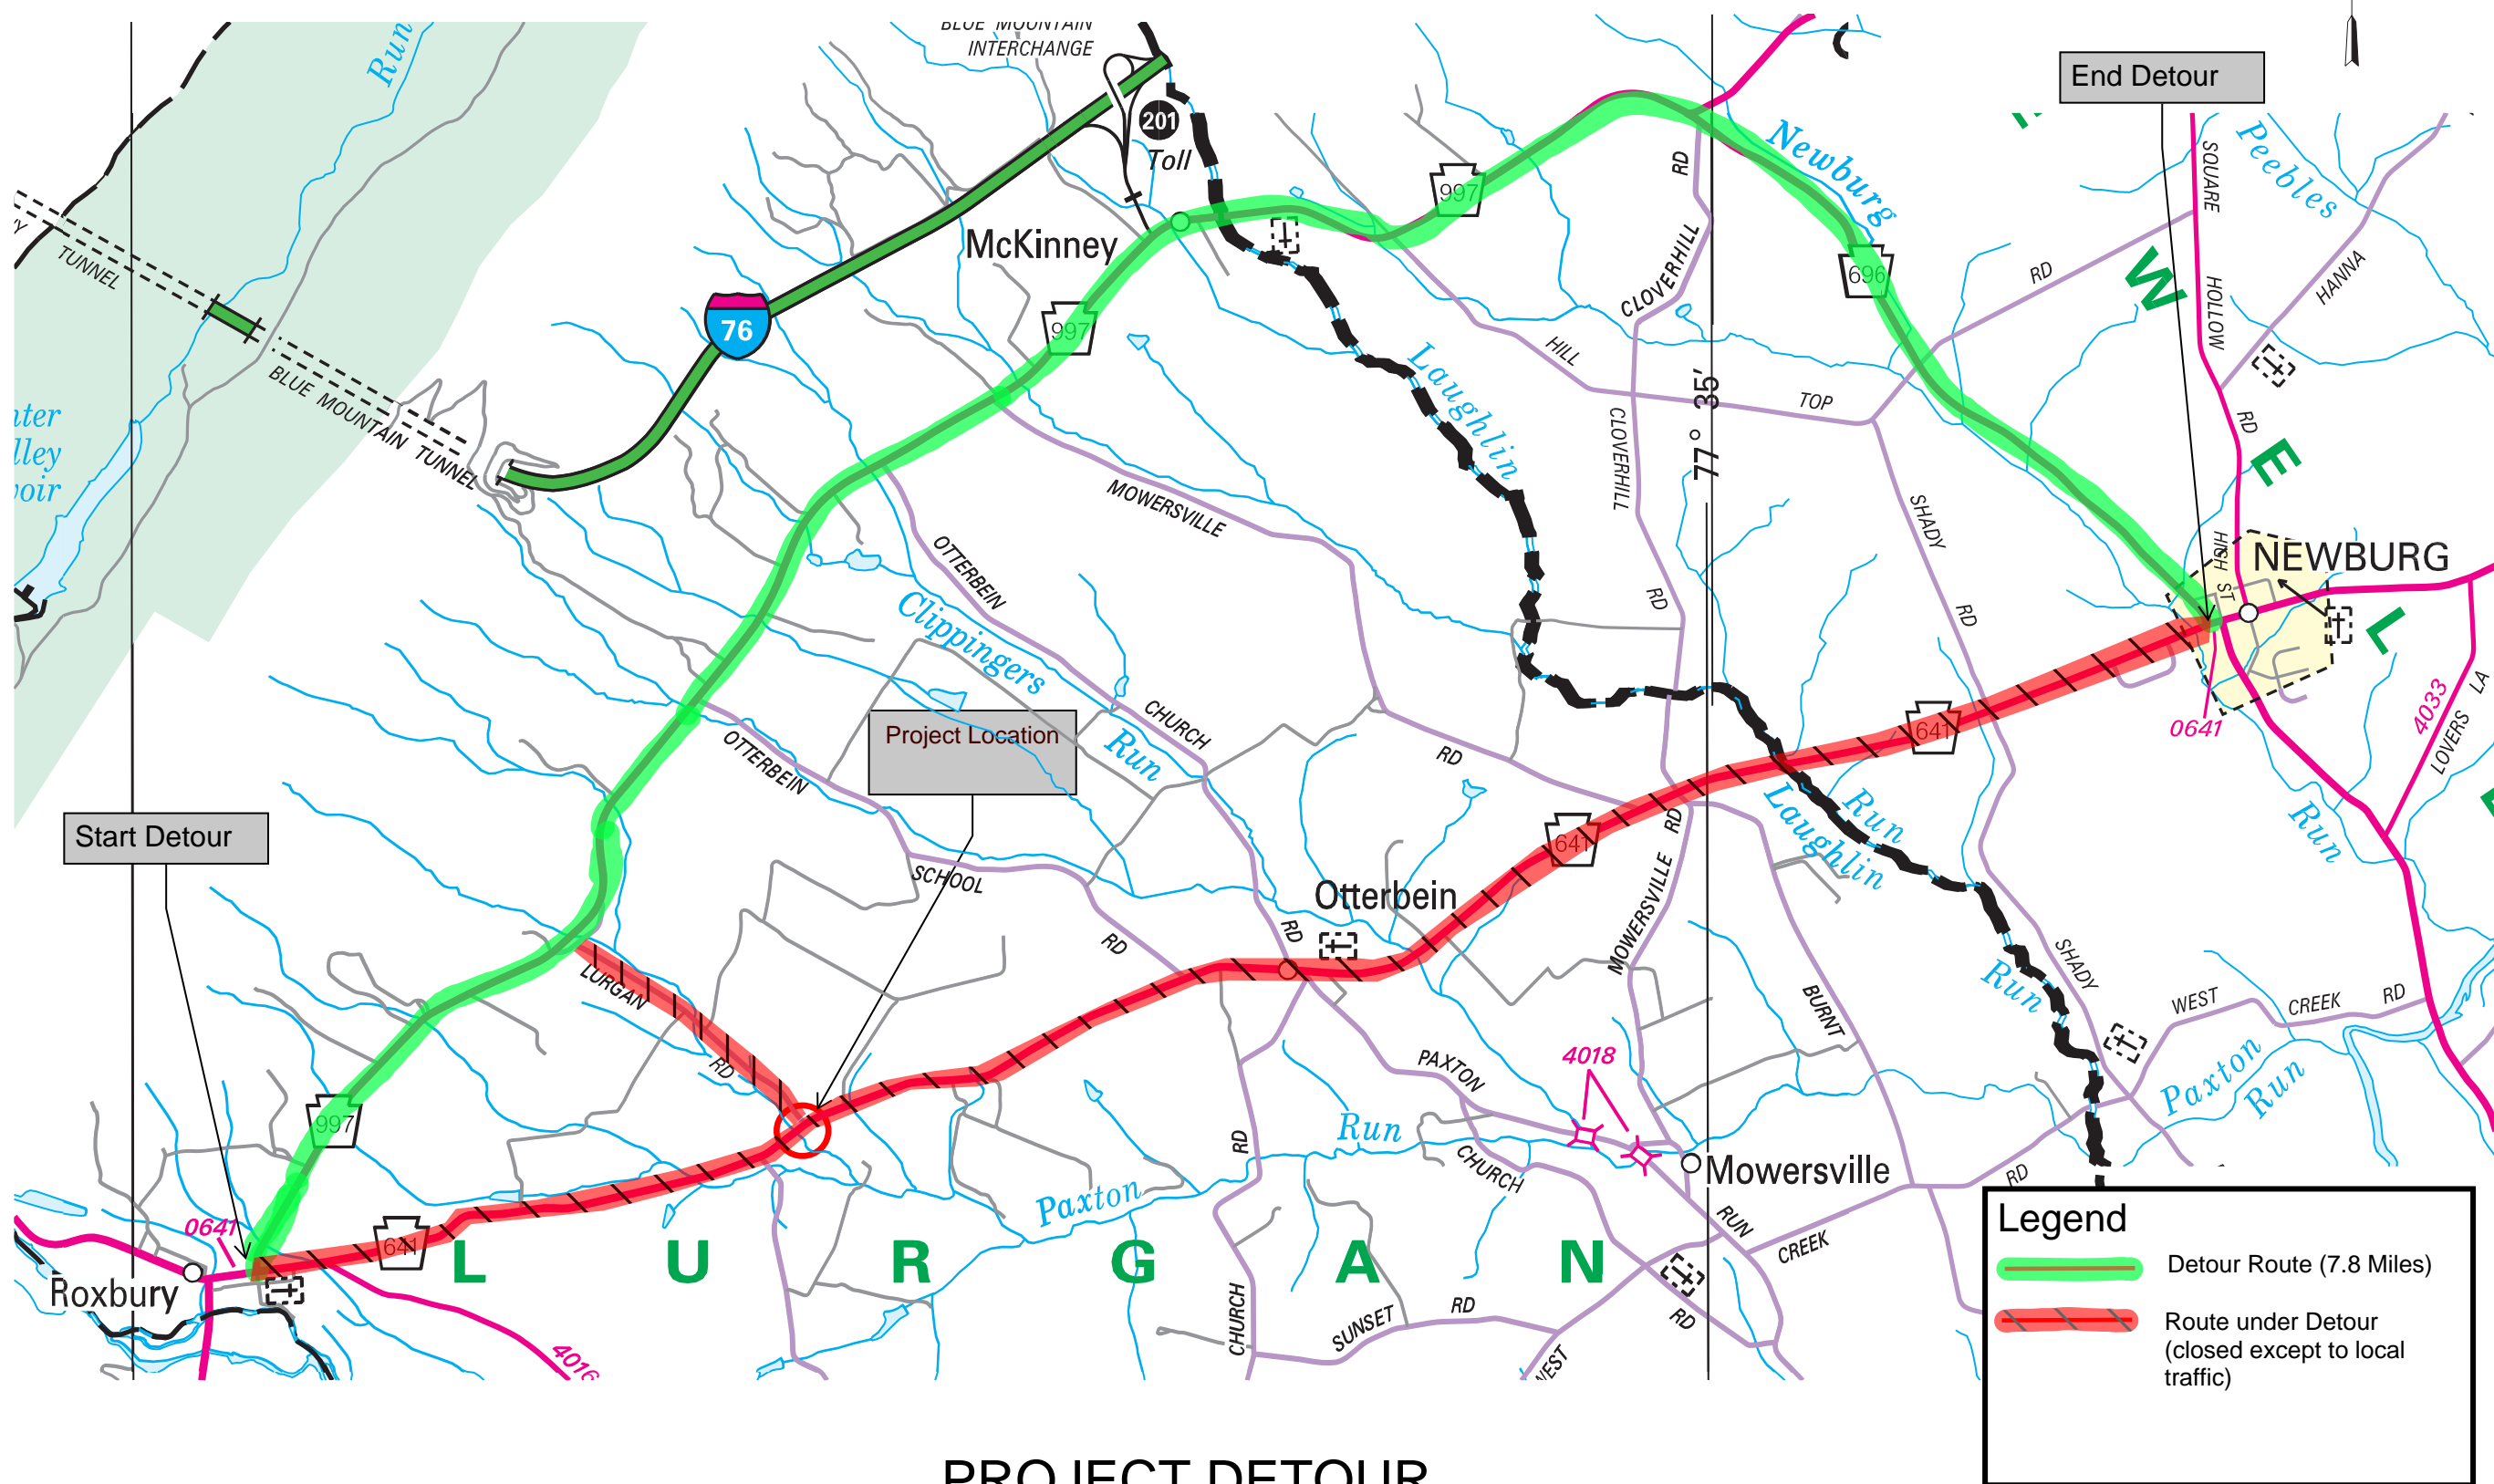 BLUE MOUNTAIN
INTERCHANGE
Run
201
Toll
End Detour
997
RD
Newburg
SQUARE
Peebles
TUNNEL
McKinney
CLOVERHILL
696
RD
W
HOLLOW
HANNA
76
997
HILL
Laughlin
35'
77°
TOP
BLUE MOUNTAIN TUNNEL
RD
E
MOWERSVILLE
CLOVERHILL
SHADY
OTTERBEIN
HIGH ST
NEWBURG
RD
RD
L
Clippingers
Run
Project Location
CHURCH
OTTERBEIN
RD
641
0641
4033
LOVERS LA
Start Detour
641
RD
Run
Laughlin
Run
SCHOOL
Otterbein
MOWERSVILLE
RD
RD
LURGAN
RD
SHADY
Run
BURNT
WEST CREEK RD
4018
PAXTON
Paxton
Run
997
RD
Run
CHURCH
Mowersville
RD
Paxton
0641
641
Roxbury
L U R G A N
RUN
CREEK
CHURCH
SUNSET RD
RD
WEST
4016
Legend
Detour Route (7.8 Miles)
Route under Detour
(closed except to local
traffic)
PROJECT DETOUR